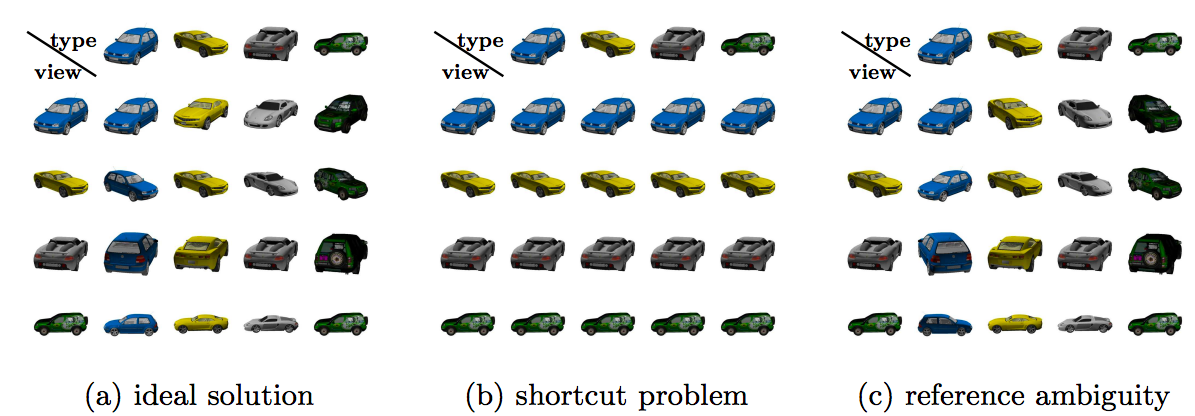 type
view
type
view
type
view
(a) ideal solution
(b) shortcut problem
(c) reference ambiguity